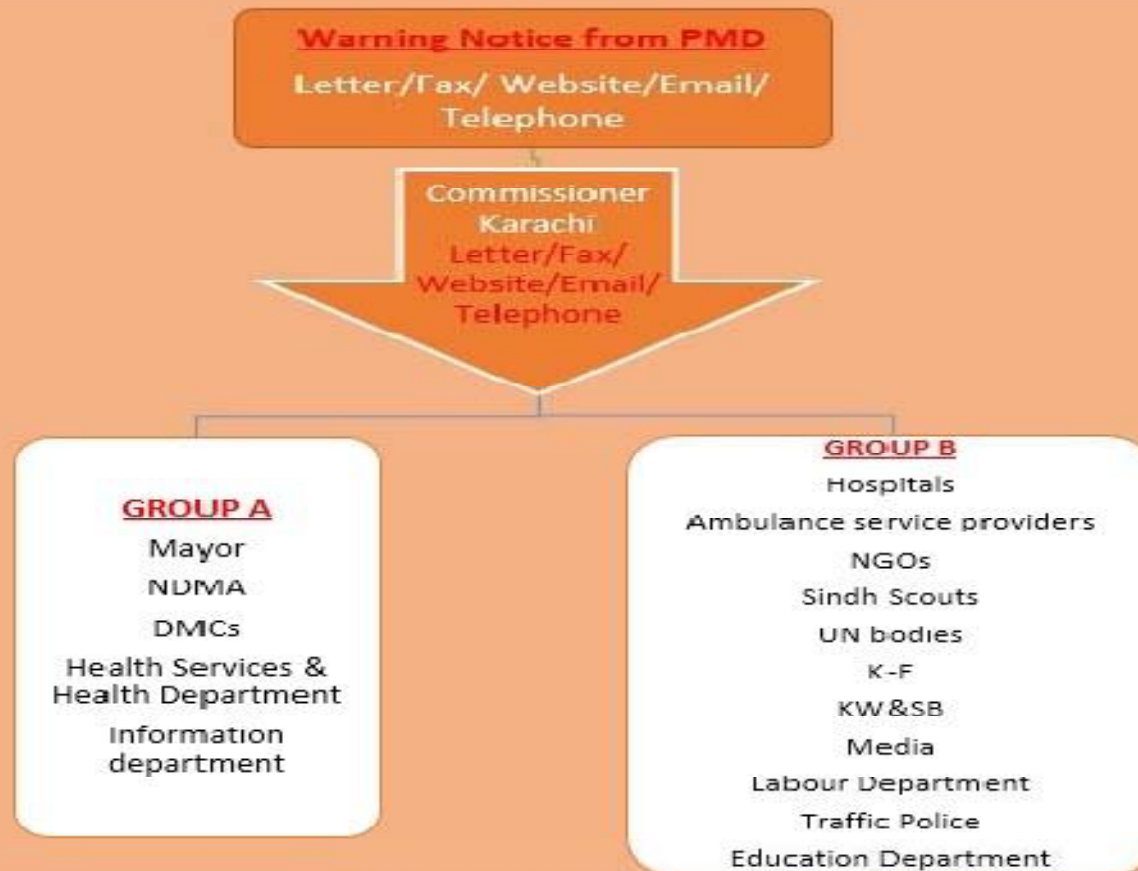 Warning Notice from PMD
Letter/Fax/ Website/Email/
Telephone
Commissioner
Karachi
Letter/Fax/
Website/Email/
Telephone
GROUP A
Mayor
NDMA
DMCs
Health Services &
Health Department
Information
department
GROUP B
Hospitals
Ambulance service providers
NGOs
Sindh Scouts
UN bodies
K-F
KW&SB
Media
Labour Department
Traffic Police
Education Department